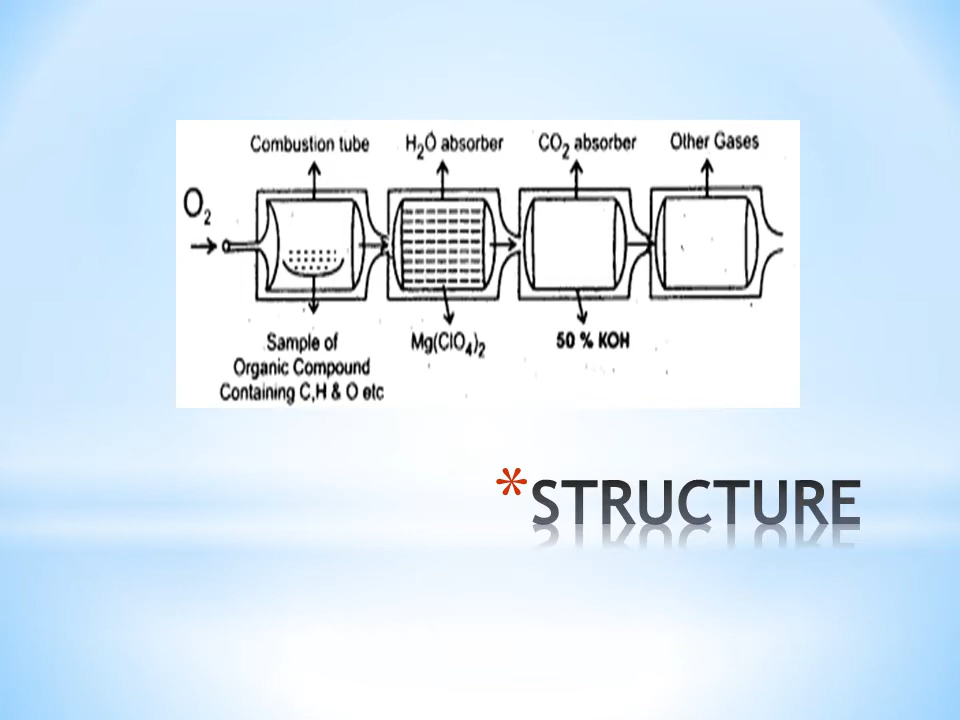 Combustion tube
H₂O absorber
CO₂ absorber
Other Gases
O₂
Sample of
Organic Compound
Containing C,H & O etc
Mg(ClO₄)₂
50 % KOH
*STRUCTURE